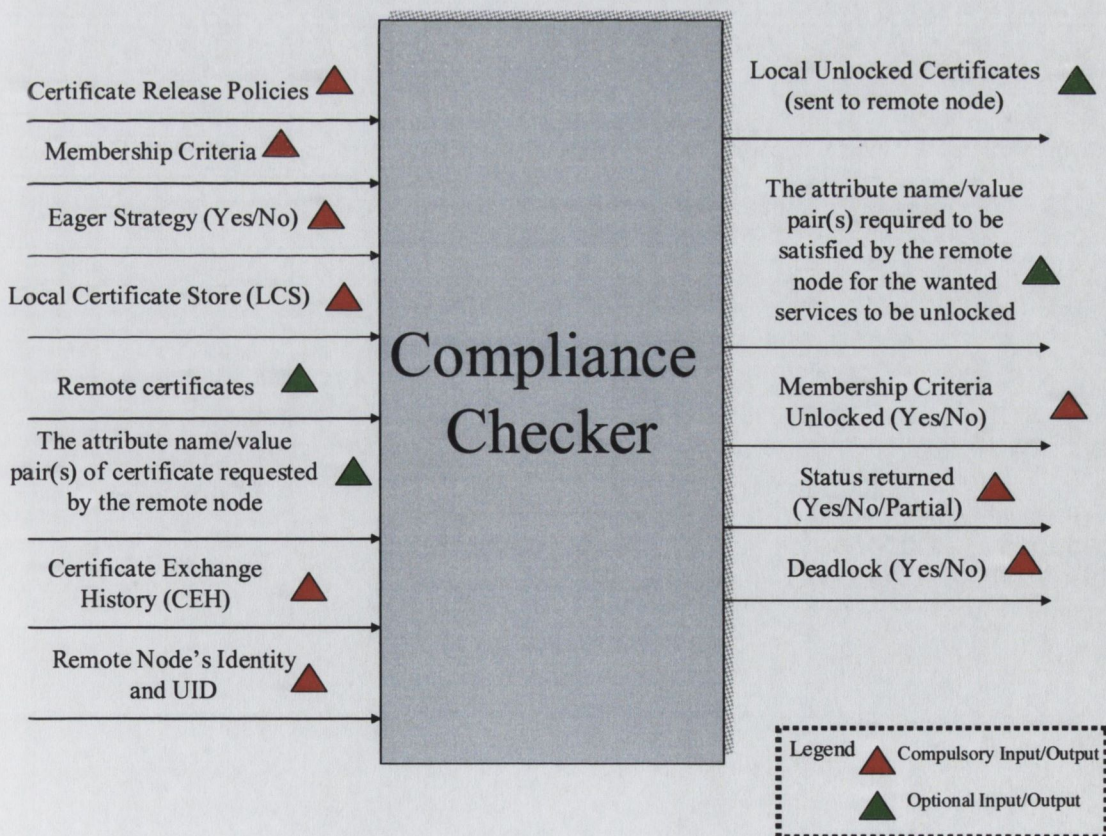 Certificate Release Policies
Membership Criteria
Eager Strategy (Yes/No)
Local Certificate Store (LCS)
Remote certificates
The attribute name/value
pair(s) of certificate requested
by the remote node
Certificate Exchange
History (CEH)
Remote Node's Identity
and UID
Compliance
Checker
Local Unlocked Certificates
(sent to remote node)
The attribute name/value
pair(s) required to be
satisfied by the remote
node for the wanted
services to be unlocked
Membership Criteria
Unlocked (Yes/No)
Status returned
(Yes/No/Partial)
Deadlock (Yes/No)
Legend
Compulsory Input/Output
Optional Input/Output